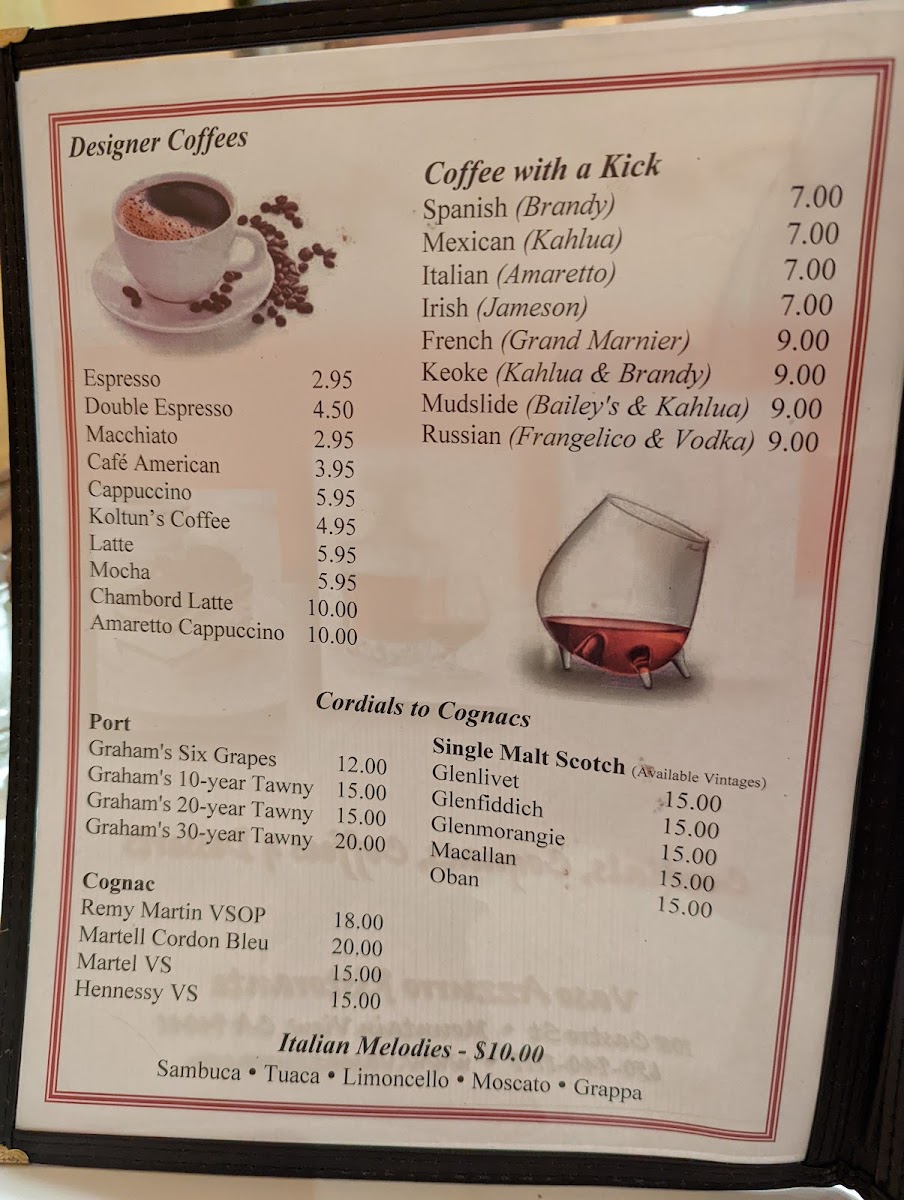 Designer Coffees
Espresso 2.95
Double Espresso 4.50
Macchiato 2.95
Café American 3.95
Cappuccino 5.95
Koltun's Coffee 4.95
Latte 5.95
Mocha 5.95
Chambord Latte 10.00
Amaretto Cappuccino 10.00
Coffee with a Kick
Spanish (Brandy) 7.00
Mexican (Kahlua) 7.00
Italian (Amaretto) 7.00
Irish (Jameson) 7.00
French (Grand Marnier) 9.00
Keoke (Kahlua & Brandy) 9.00
Mudslide (Bailey's & Kahlua) 9.00
Russian (Frangelico & Vodka) 9.00
Cordials to Cognacs
Port
Graham's Six Grapes 12.00
Graham's 10-year Tawny 15.00
Graham's 20-year Tawny 15.00
Graham's 30-year Tawny 20.00
Cognac
Remy Martin VSOP 18.00
Martell Cordon Bleu 20.00
Martel VS 15.00
Hennessy VS 15.00
Single Malt Scotch (Available Vintages)
Glenlivet 15.00
Glenfiddich 15.00
Glenmorangie 15.00
Macallan 15.00
Oban 15.00
Italian Melodies - $10.00
Sambuca • Tuaca • Limoncello • Moscato • Grappa